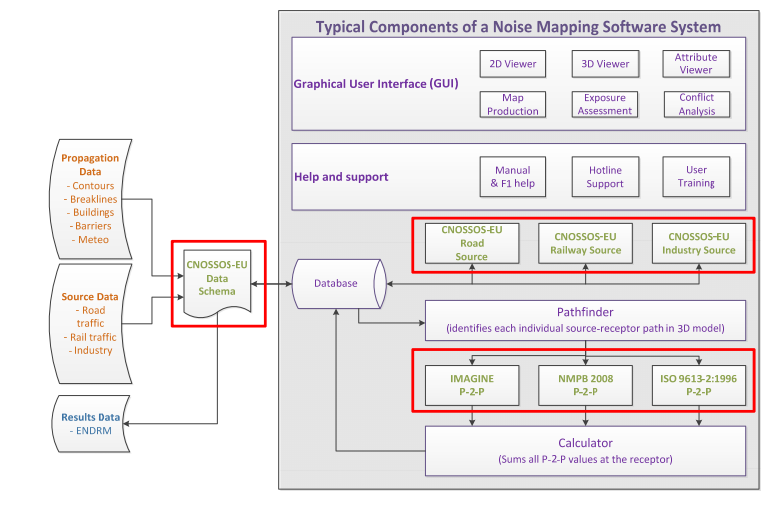 Typical Components of a Noise Mapping Software System
Graphical User Interface (GUI)
2D Viewer
3D Viewer
Attribute
Viewer
Map
Production
Exposure
Assessment
Conflict
Analysis
Help and support
Manual
& F1 help
Hotline
Support
User
Training
Propagation
Data
- Contours
- Breaklines
- Buildings
- Barriers
- Meteo
Source Data
- Road
traffic
- Rail traffic
- Industry
Results Data
- ENDRM
CNOSSOS-EU
Data
Schema
Database
CNOSSOS-EU
Road
Source
CNOSSOS-EU
Railway Source
CNOSSOS-EU
Industry Source
Pathfinder
(identifies each individual source-receptor path in 3D model)
IMAGINE
P-2-P
NMPB 2008
P-2-P
ISO 9613-2:1996
P-2-P
Calculator
(Sums all P-2-P values at the receptor)